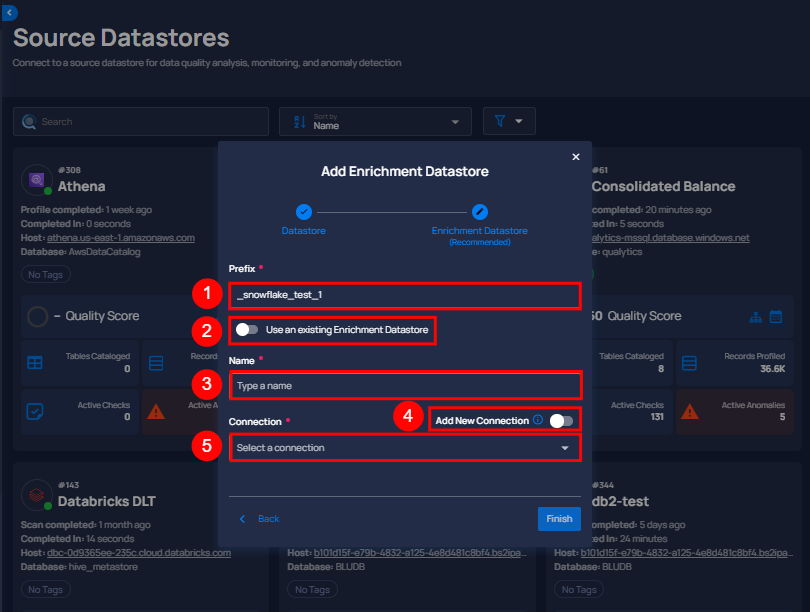 Source Datastores
Connect to a source datastore for data quality analysis, monitoring, and anomaly detection
Search
Sort by
Name
#308
Athena
Profile completed: 1 week ago
Completed In: 0 seconds
Host: athena.us-east-1.amazonaws.com
Database: AwsDataCatalog
No Tags
– Quality Score
Tables Cataloged
0
Records
Active Checks
0
Active A
#61
Consolidated Balance
completed: 20 minutes ago
ed In: 5 seconds
alytics-mssql.database.windows.net
e: qualytics
60 Quality Score
Tables Cataloged
8
Records Profiled
36.6K
Active Checks
131
Active Anomalies
5
Add Enrichment Datastore
Datastore
Enrichment Datastore
(Recommended)
Prefix *
1
_snowflake_test_1
2
Use an existing Enrichment Datastore
Name *
3
Type a name
4
Connection *
Add New Connection
5
Select a connection
Back
Finish
#143
Databricks DLT
Scan completed: 1 month ago
Completed In: 14 seconds
Host: dbc-0d9365ee-235c.cloud.databricks.com
Database: hive_metastore
No Tags
Host: b101d15f-e79b-4832-a125-4e8d481c8bf4.bs2ipa...
Database: BLUDB
No Tags
#344
db2-test
completed: 5 days ago
ed In: 24 minutes
Host: b101d15f-e79b-4832-a125-4e8d481c8bf4.bs2ipa...
Database: BLUDB
No Tags